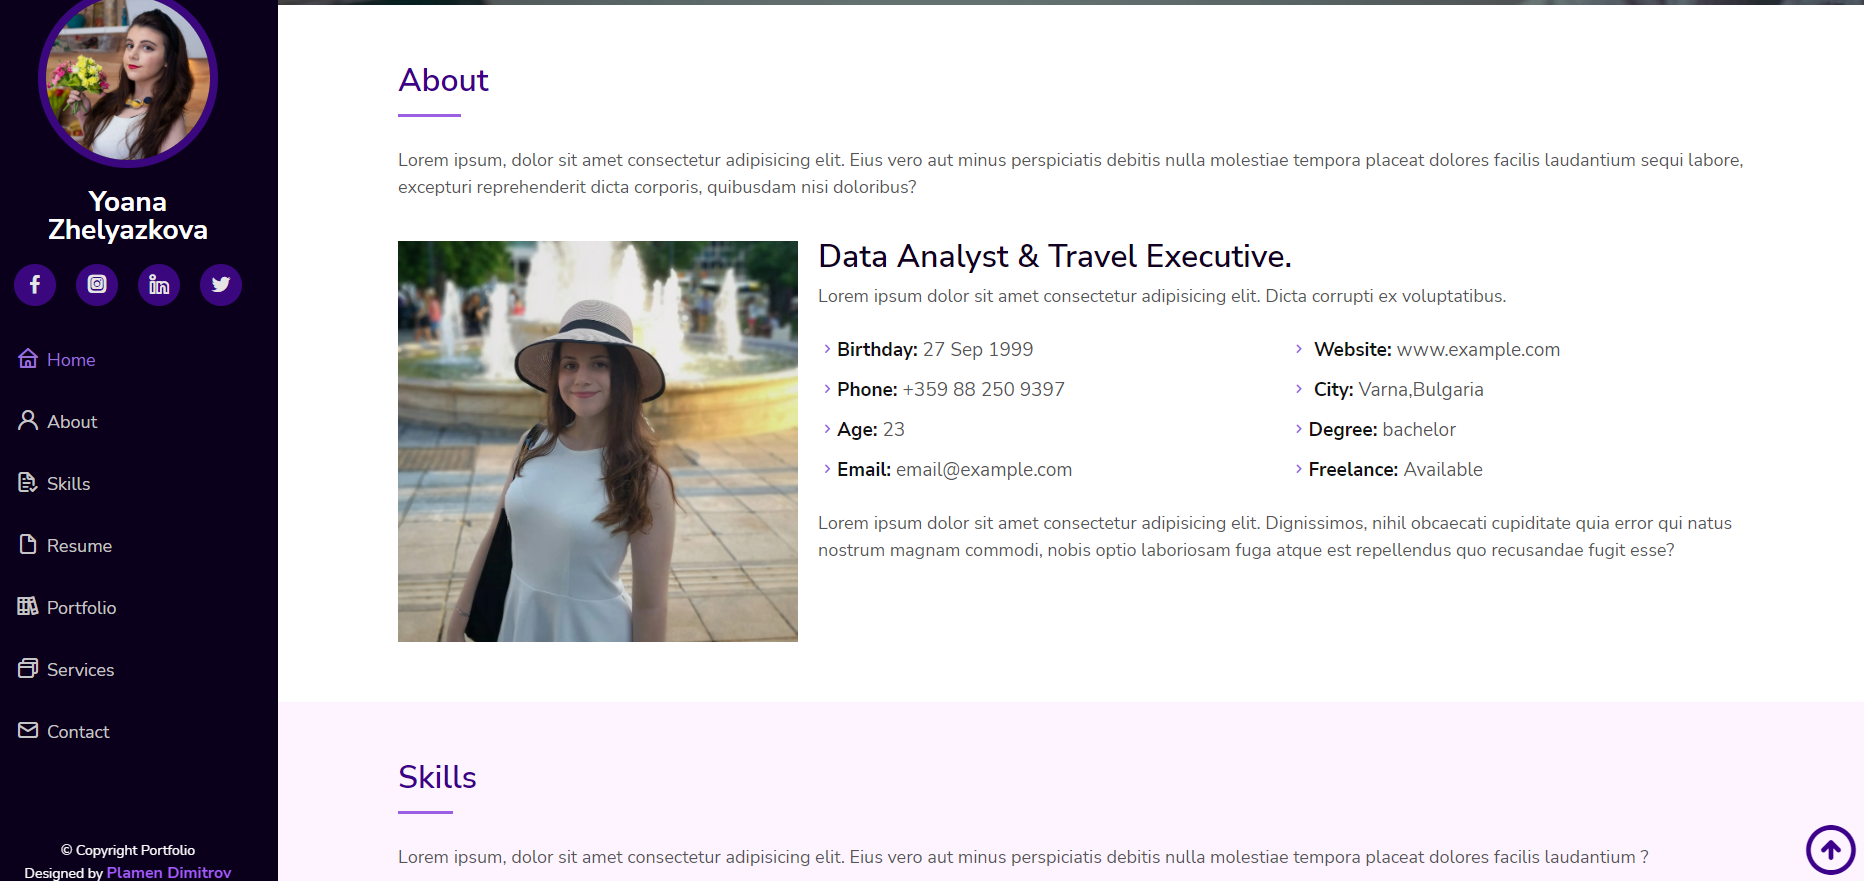 Yoana
Zhelyazkova
Home
About
Skills
Resume
Portfolio
Services
Contact
© Copyright Portfolio
Designed by Plamen Dimitrov
About
Lorem ipsum, dolor sit amet consectetur adipisicing elit. Eius vero aut minus perspiciatis debitis nulla molestiae tempora placeat dolores facilis laudantium sequi labore,
excepturi reprehenderit dicta corporis, quibusdam nisi doloribus?
Data Analyst & Travel Executive.
Lorem ipsum dolor sit amet consectetur adipisicing elit. Dicta corrupti ex voluptatibus.
Birthday: 27 Sep 1999
Phone: +359 88 250 9397
Age: 23
Email: email@example.com
Website: www.example.com
City: Varna,Bulgaria
Degree: bachelor
Freelance: Available
Lorem ipsum dolor sit amet consectetur adipisicing elit. Dignissimos, nihil obcaecati cupiditate quia error qui natus
nostrum magnam commodi, nobis optio laboriosam fuga atque est repellendus quo recusandae fugit esse?
Skills
Lorem ipsum, dolor sit amet consectetur adipisicing elit. Eius vero aut minus perspiciatis debitis nulla molestiae tempora placeat dolores facilis laudantium ?